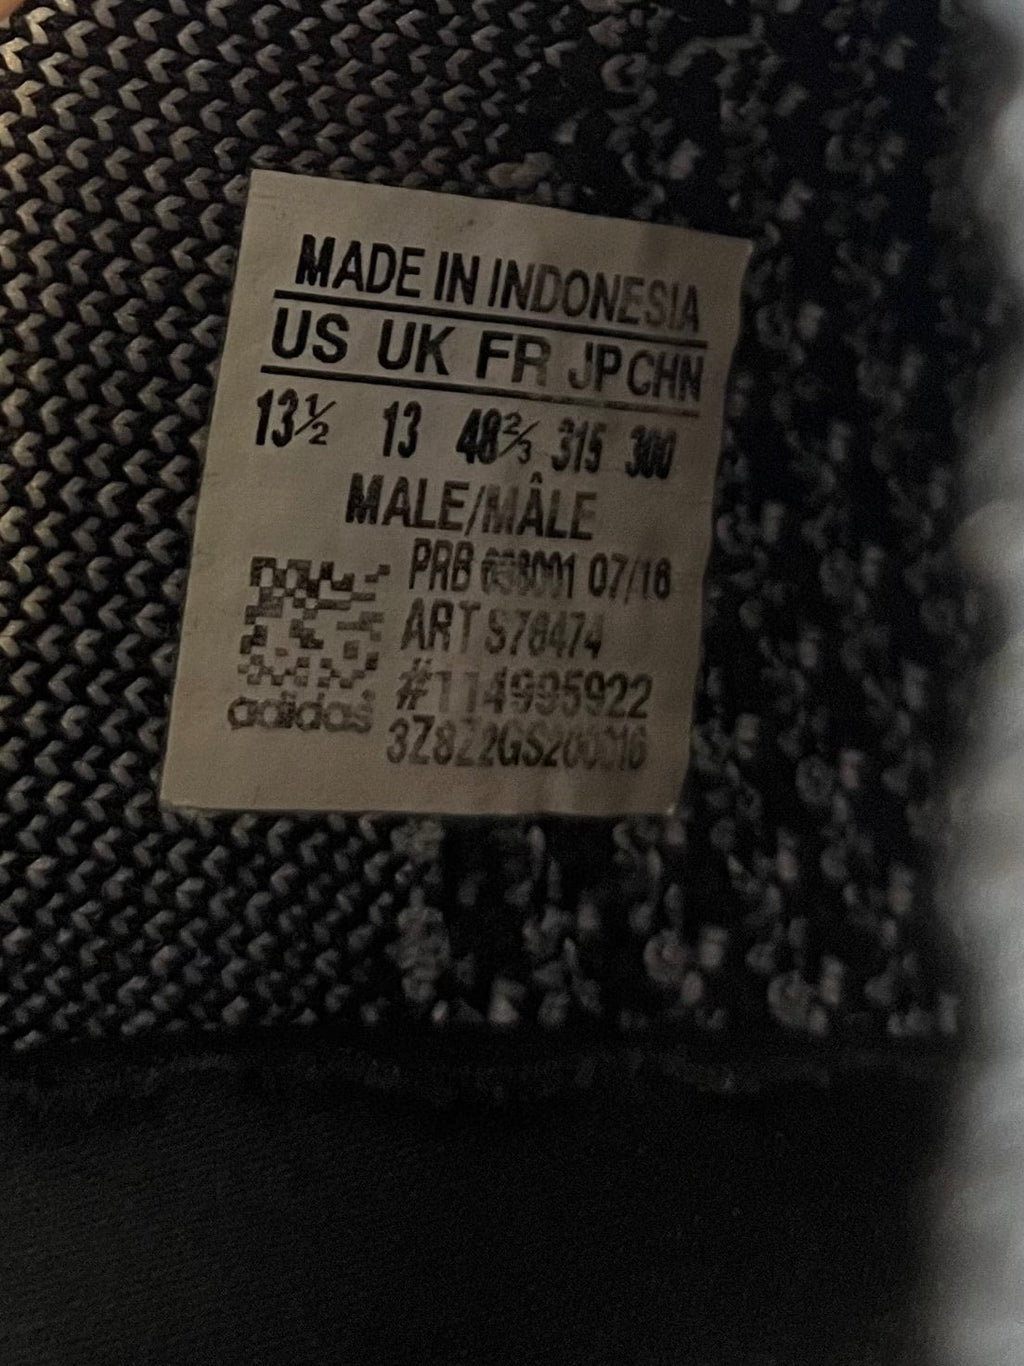 MADE IN INDONESIA
US UK FR JP CHN
13½ 13 48⅔ 315 300
MALE/MÂLE
PRB 07/16
ART S76474
#114995922
adidas